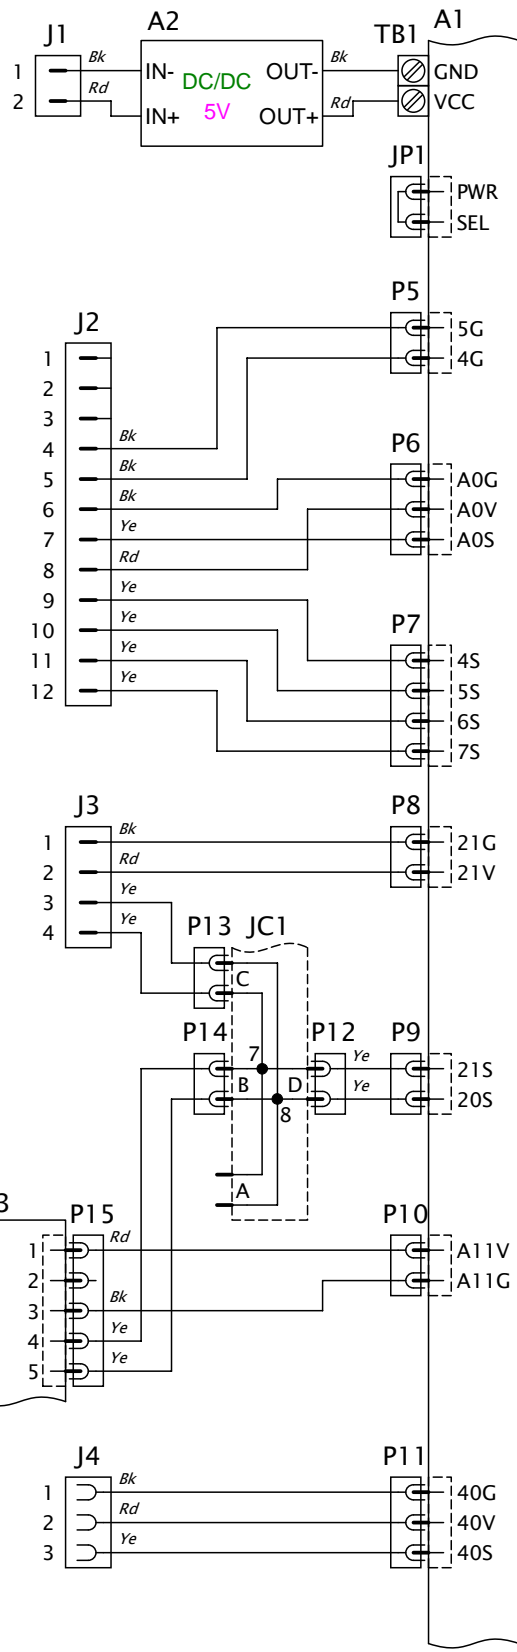 J1 A2 TB1 A1
1 Bk IN- DC/DC OUT- Bk GND
2 Rd IN+ 5V OUT+ Rd VCC
JP1
PWR
SEL
P5
J2 5G
1 4G
2
3
4 Bk P6
5 Bk A0G
6 Bk A0V
7 Ye A0S
8 Rd
9 Ye P7
10 Ye 4S
11 Ye 5S
12 Ye 6S
7S
J3 P8
1 Bk 21G
2 Rd 21V
3 Ye
4 Ye P13 JC1
C
P14 7 P12 Ye P9
B D 21S
8 Ye 20S
A
3 P15 P10
1 Rd A11V
2 A11G
3 Bk
4 Ye
5 Ye
J4 P11
1 Bk 40G
2 Rd 40V
3 Ye 40S